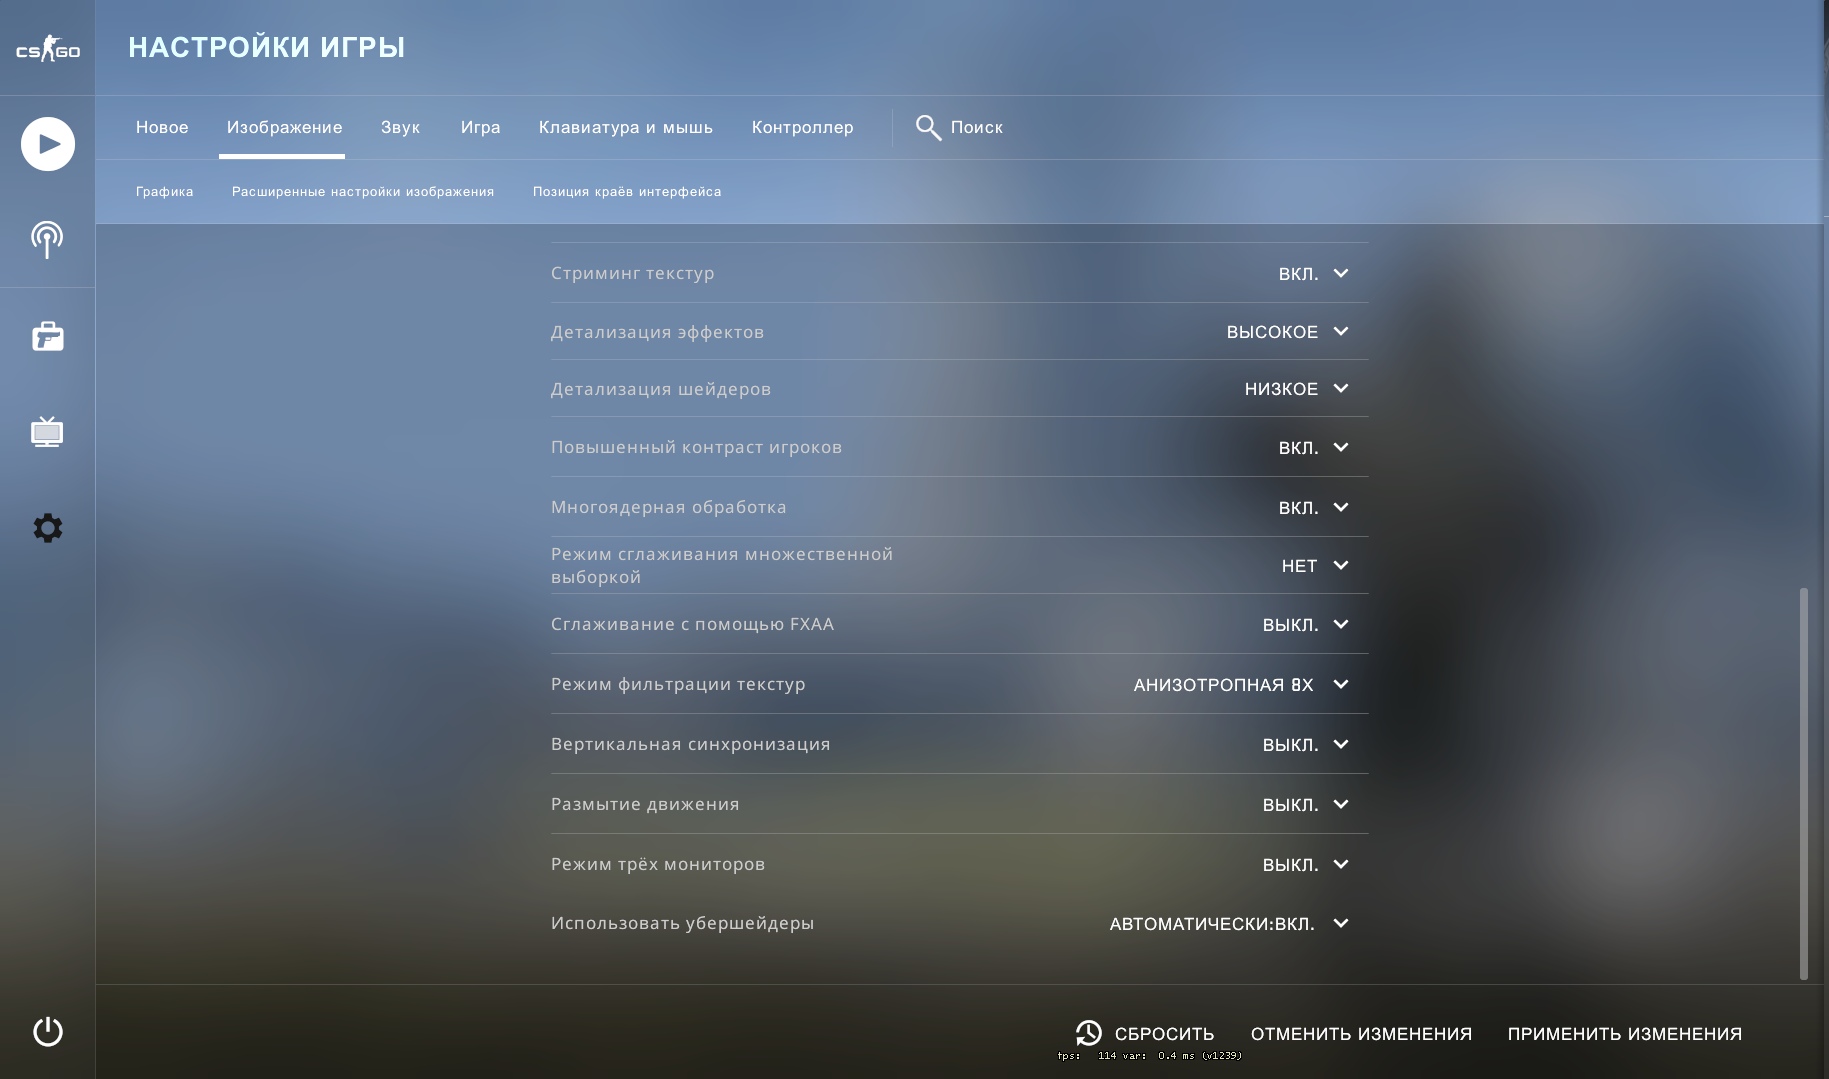 CS GO
НАСТРОЙКИ ИГРЫ
Новое
Изображение
Звук
Игра
Клавиатура и мышь
Контроллер
Поиск
Графика
Расширенные настройки изображения
Позиция краёв интерфейса
Стриминг текстур
ВКЛ.
Детализация эффектов
ВЫСОКОЕ
Детализация шейдеров
НИЗКОЕ
Повышенный контраст игроков
ВКЛ.
Многоядерная обработка
ВКЛ.
Режим сглаживания множественной
выборкой
НЕТ
Сглаживание с помощью FXAA
ВЫКЛ.
Режим фильтрации текстур
АНИЗОТРОПНАЯ 8X
Вертикальная синхронизация
ВЫКЛ.
Размытие движения
ВЫКЛ.
Режим трёх мониторов
ВЫКЛ.
Использовать убершейдеры
АВТОМАТИЧЕСКИ:ВКЛ.
СБРОСИТЬ
ОТМЕНИТЬ ИЗМЕНЕНИЯ
ПРИМЕНИТЬ ИЗМЕНЕНИЯ
fps: 114 var: 0.4 ms (v1239)